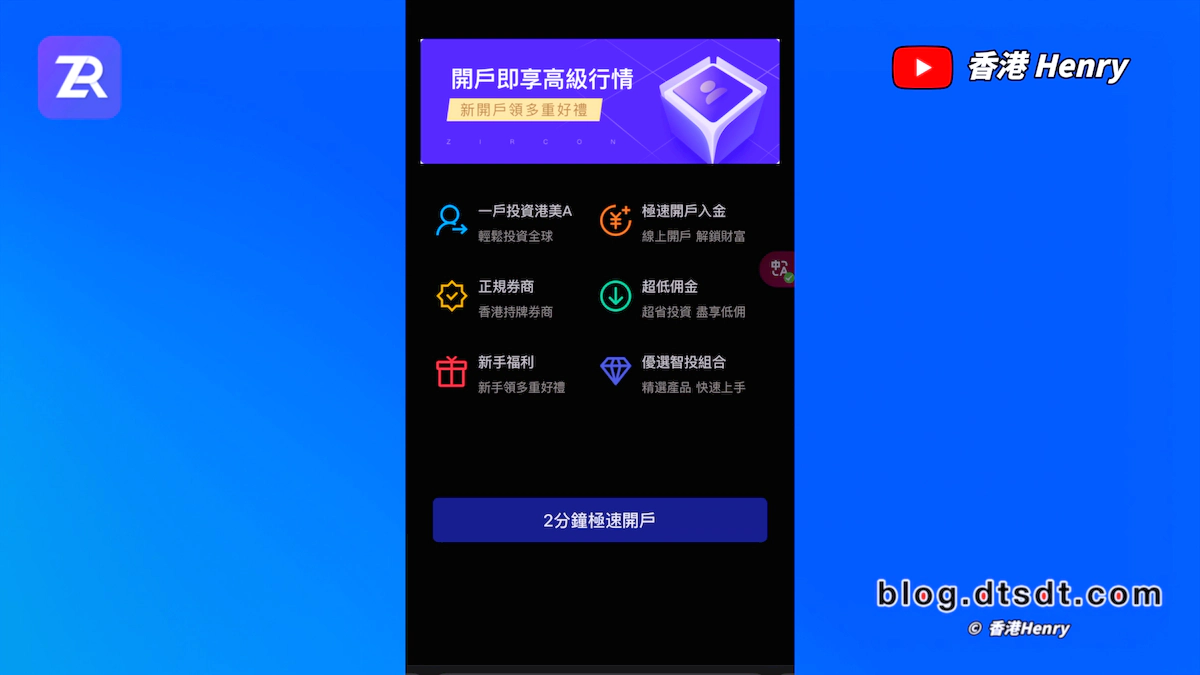 ZR
香港 Henry
開戶即享高級行情
新開戶領多重好禮
ZIRCON
一戶投資港美A
輕鬆投資全球
極速開戶入金
線上開戶 解鎖財富
正規券商
香港持牌券商
超低佣金
超省投資 盡享低佣
新手福利
新手領多重好禮
優選智投組合
精選產品 快速上手
中
A
2分鐘極速開戶
blog.dtsdt.com
© 香港Henry